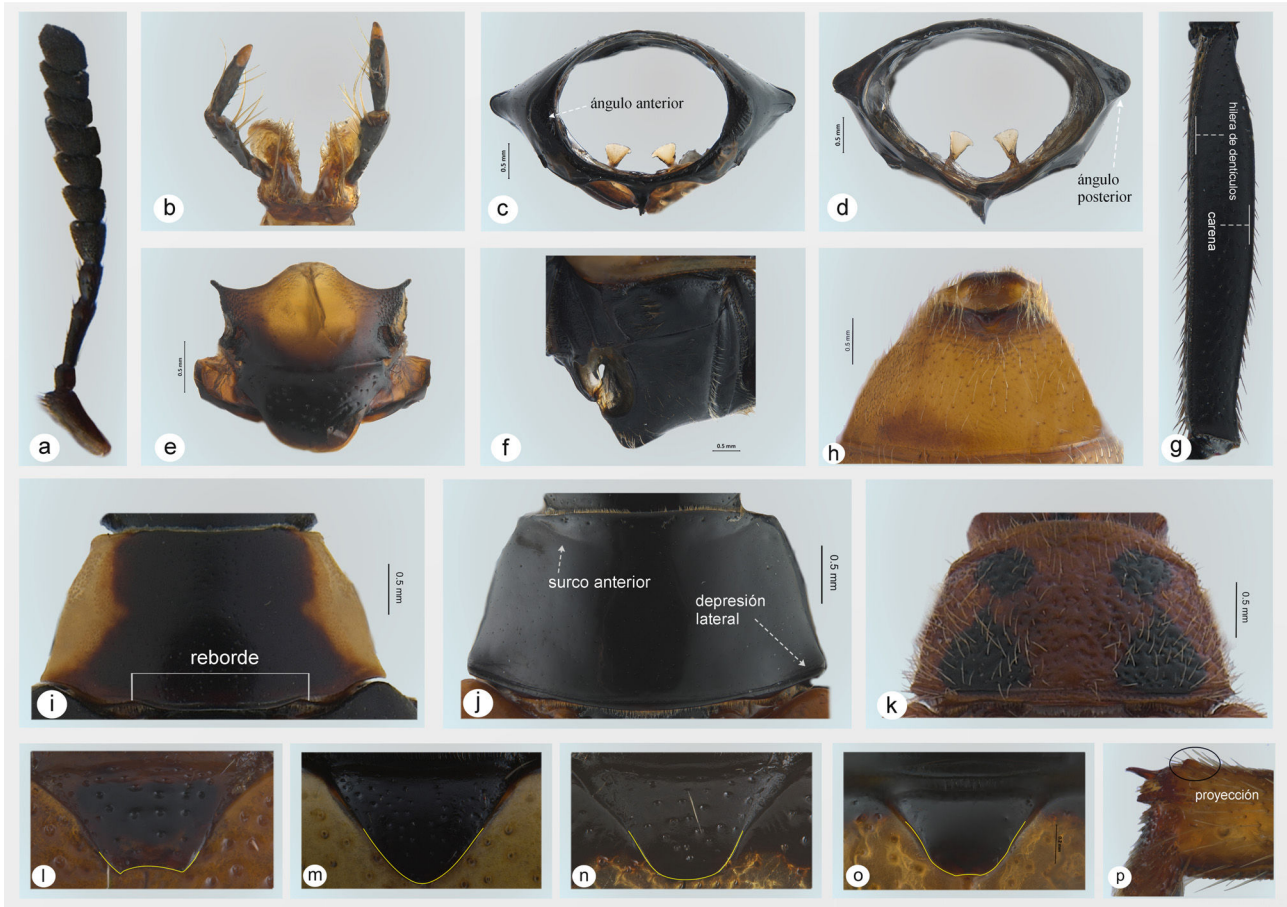 a
b
c
ángulo anterior
0.5 mm
d
ángulo
posterior
0.5 mm
g
hilera de dentículos
carena
e
0.5 mm
f
0.5 mm
h
0.5 mm
i
reborde
0.5 mm
j
surco anterior
depresión
lateral
0.5 mm
k
0.5 mm
l
m
n
o
p
proyección